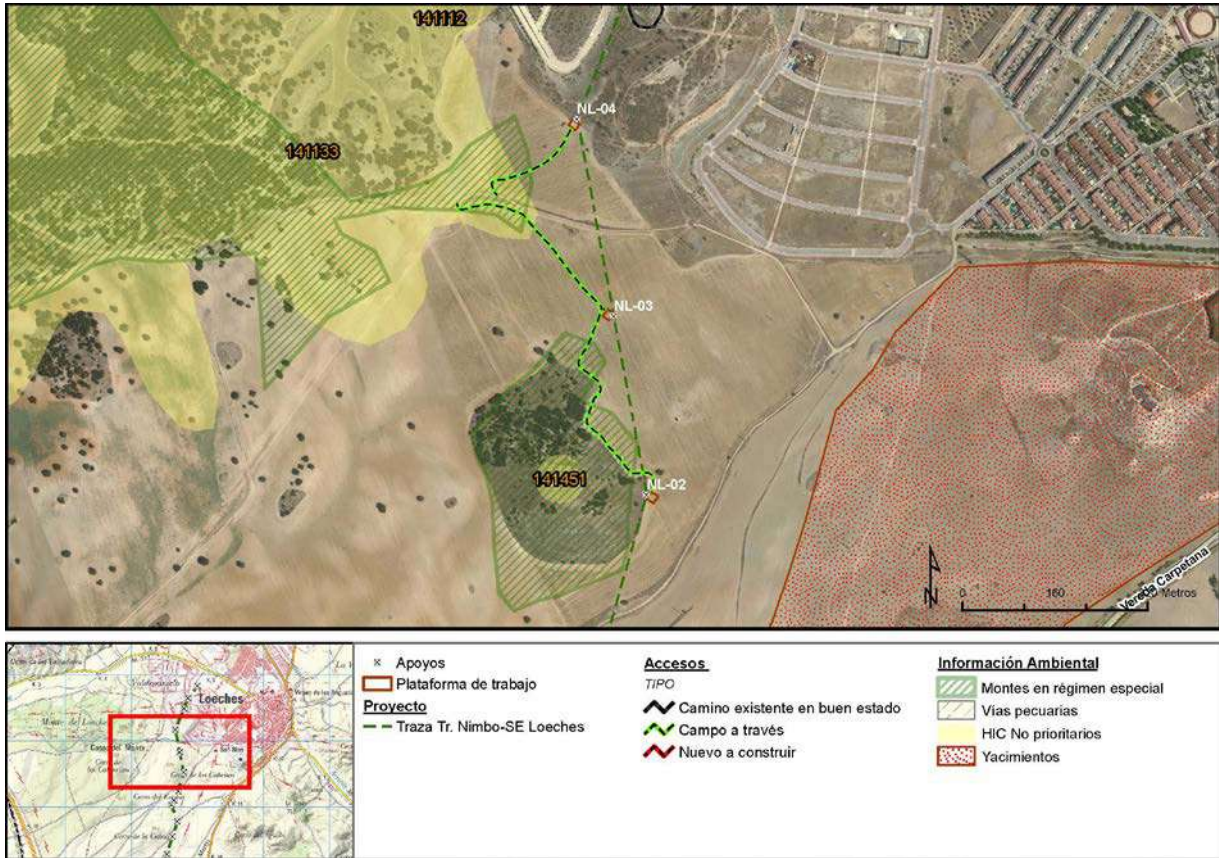 141112
NL-04
141133
NL-03
141451
NL-02
N
0 160
Metros
Vereda Carpetana
Loeches
Apoyos
Plataforma de trabajo
Proyecto
Traza Tr. Nimbo-SE Loeches
Accesos
TIPO
Camino existente en buen estado
Campo a través
Nuevo a construir
Información Ambiental
Montes en régimen especial
Vías pecuarias
HIC No prioritarios
Yacimientos